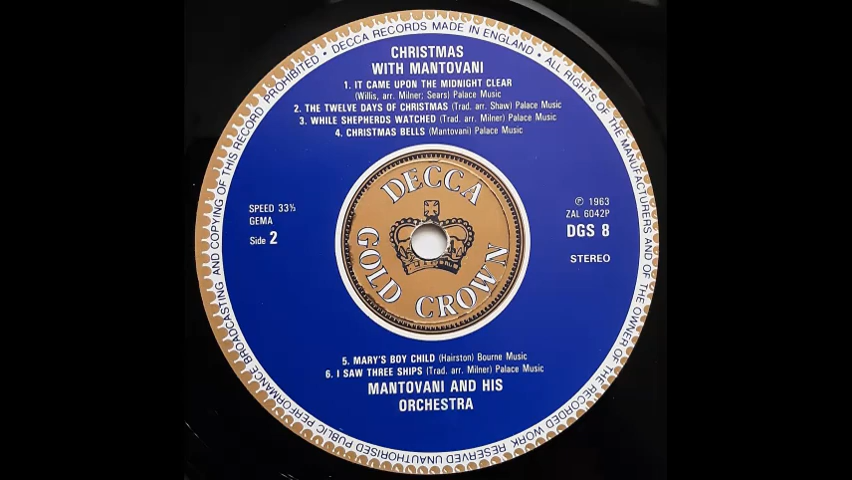 DECCA RECORDS MADE IN ENGLAND • ALL RIGHTS OF THE MANUFACTURERS AND OF THE OWNER OF THE RECORDED WORK RESERVED UNAUTHORISED PUBLIC PERFORMANCE BROADCASTING AND COPYING OF THIS RECORD PROHIBITED •
CHRISTMAS
WITH MANTOVANI
1. IT CAME UPON THE MIDNIGHT CLEAR
(Willis, arr. Milner; Sears) Palace Music
2. THE TWELVE DAYS OF CHRISTMAS (Trad. arr. Shaw) Palace Music
3. WHILE SHEPHERDS WATCHED (Trad. arr. Milner) Palace Music
4. CHRISTMAS BELLS (Mantovani) Palace Music
DECCA
GOLD CROWN
SPEED 33⅓
GEMA
Side 2
℗ 1963
ZAL 6042P
DGS 8
STEREO
5. MARY'S BOY CHILD (Hairston) Bourne Music
6. I SAW THREE SHIPS (Trad. arr. Milner) Palace Music
MANTOVANI AND HIS
ORCHESTRA